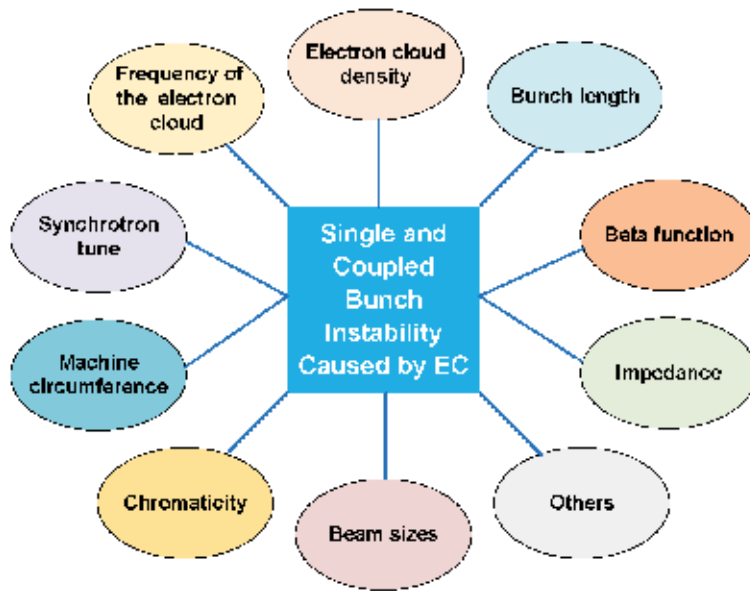 Electron cloud
density
Frequency of
the electron
cloud
Bunch length
Synchrotron
tune
Single and
Coupled
Bunch
Instability
Caused by EC
Beta function
Machine
circumference
Impedance
Chromaticity
Beam sizes
Others